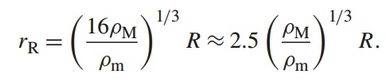 r_R = (16ρ_M / ρ_m)^{1/3} R ≈ 2.5 (ρ_M / ρ_m)^{1/3} R.